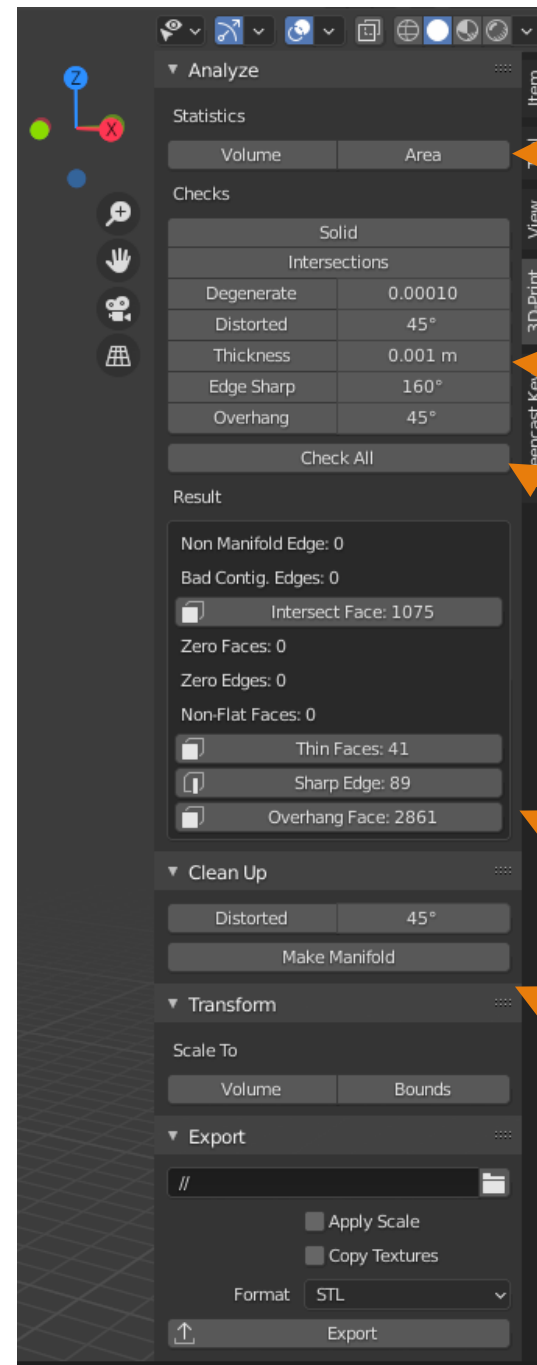 Analyze
Item
Z
X
Statistics
Volume Area
Checks
View
Solid
Intersections
Degenerate 0.00010
3D-Print
Distorted 45°
Thickness 0.001 m
Edge Sharp 160°
Overhang 45°
Check All
Result
Non Manifold Edge: 0
Bad Contig. Edges: 0
Intersect Face: 1075
Zero Faces: 0
Zero Edges: 0
Non-Flat Faces: 0
Thin Faces: 41
Sharp Edge: 89
Overhang Face: 2861
Clean Up
Distorted 45°
Make Manifold
Transform
Scale To
Volume Bounds
Export
//
Apply Scale
Copy Textures
Format STL
Export